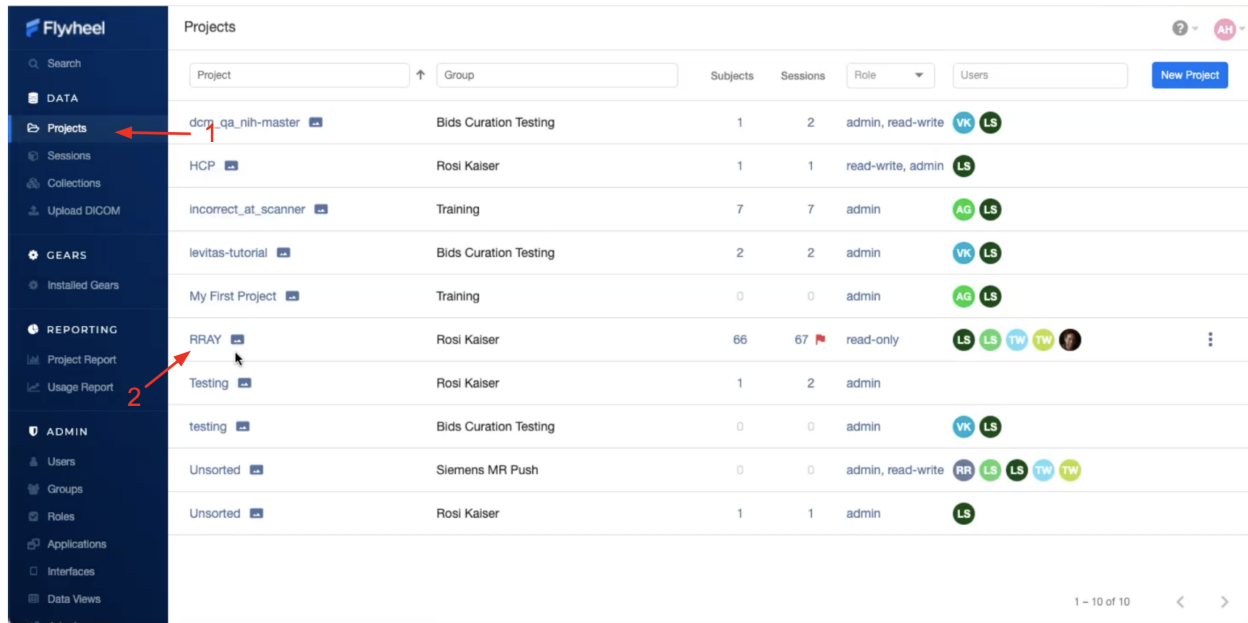 Flywheel
Projects
AH
Search
Project
Group
Subjects
Sessions
Role
Users
New Project
DATA
Projects
1
Sessions
Collections
Upload DICOM
GEARS
Installed Gears
REPORTING
Project Report
Usage Report
2
ADMIN
Users
Groups
Roles
Applications
Interfaces
Data Views
dcm_qa_nih-master Bids Curation Testing 1 2 admin, read-write VK LS
HCP Rosi Kaiser 1 1 read-write, admin LS
incorrect_at_scanner Training 7 7 admin AG LS
levitas-tutorial Bids Curation Testing 2 2 admin VK LS
My First Project Training 0 0 admin AG LS
RRAY Rosi Kaiser 66 67 read-only LS LS TW TW
Testing Rosi Kaiser 1 2 admin
testing Bids Curation Testing 0 0 admin VK LS
Unsorted Siemens MR Push 0 0 admin, read-write RR LS LS TW TW
Unsorted Rosi Kaiser 1 1 admin LS
1 – 10 of 10